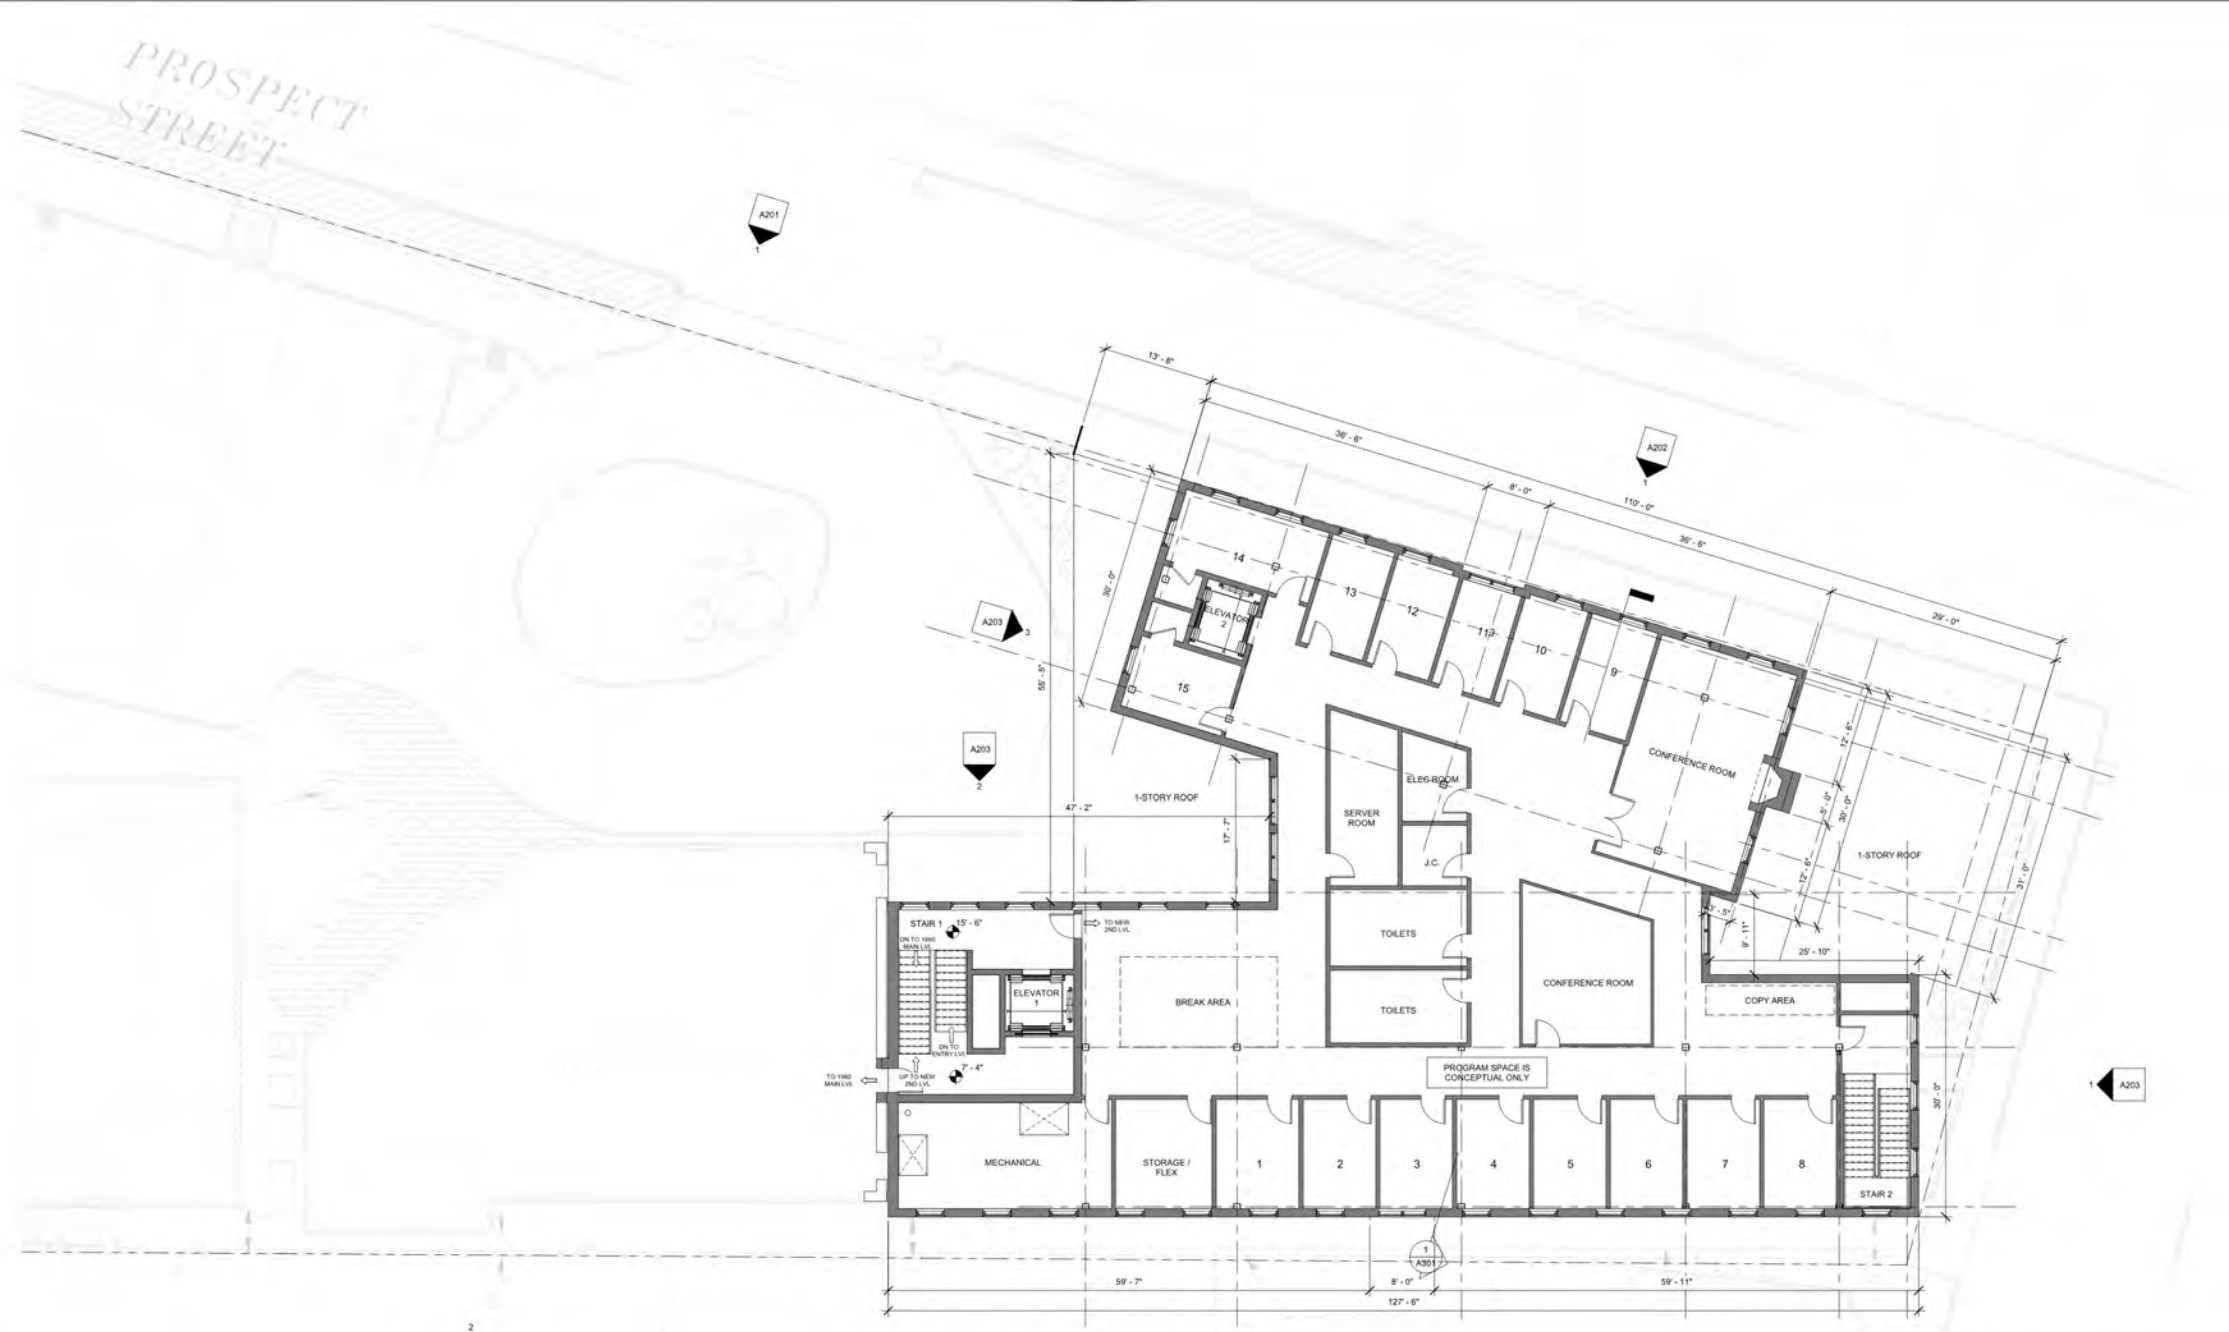 PROSPECT
STREET
A201
1
13' - 8"
36' - 6"
8' - 0"
110' - 0"
A202
1
36' - 6"
29' - 0"
30' - 0"
14
13
12
11
10
9
ELEVATOR
2
15
A203
3
55' - 5"
A203
2
1-STORY ROOF
47' - 2"
17' - 7"
SERVER
ROOM
ELEC ROOM
J.C.
CONFERENCE ROOM
12' - 6"
5' - 0"
30' - 0"
12' - 6"
1-STORY ROOF
31' - 0"
3' - 5"
9' - 11"
25' - 10"
STAIR 1
15' - 6"
TO NEW
2ND LVL
DN TO 1960
MAIN LVL
ELEVATOR
1
DN TO
ENTRY LVL
7' - 4"
UP TO NEW
2ND LVL
TO 1960
MAIN LVL
BREAK AREA
TOILETS
TOILETS
CONFERENCE ROOM
COPY AREA
PROGRAM SPACE IS
CONCEPTUAL ONLY
30' - 0"
1
A203
MECHANICAL
STORAGE /
FLEX
1
2
3
4
5
6
7
8
STAIR 2
1
A301
59' - 7"
8' - 0"
59' - 11"
127' - 6"
2